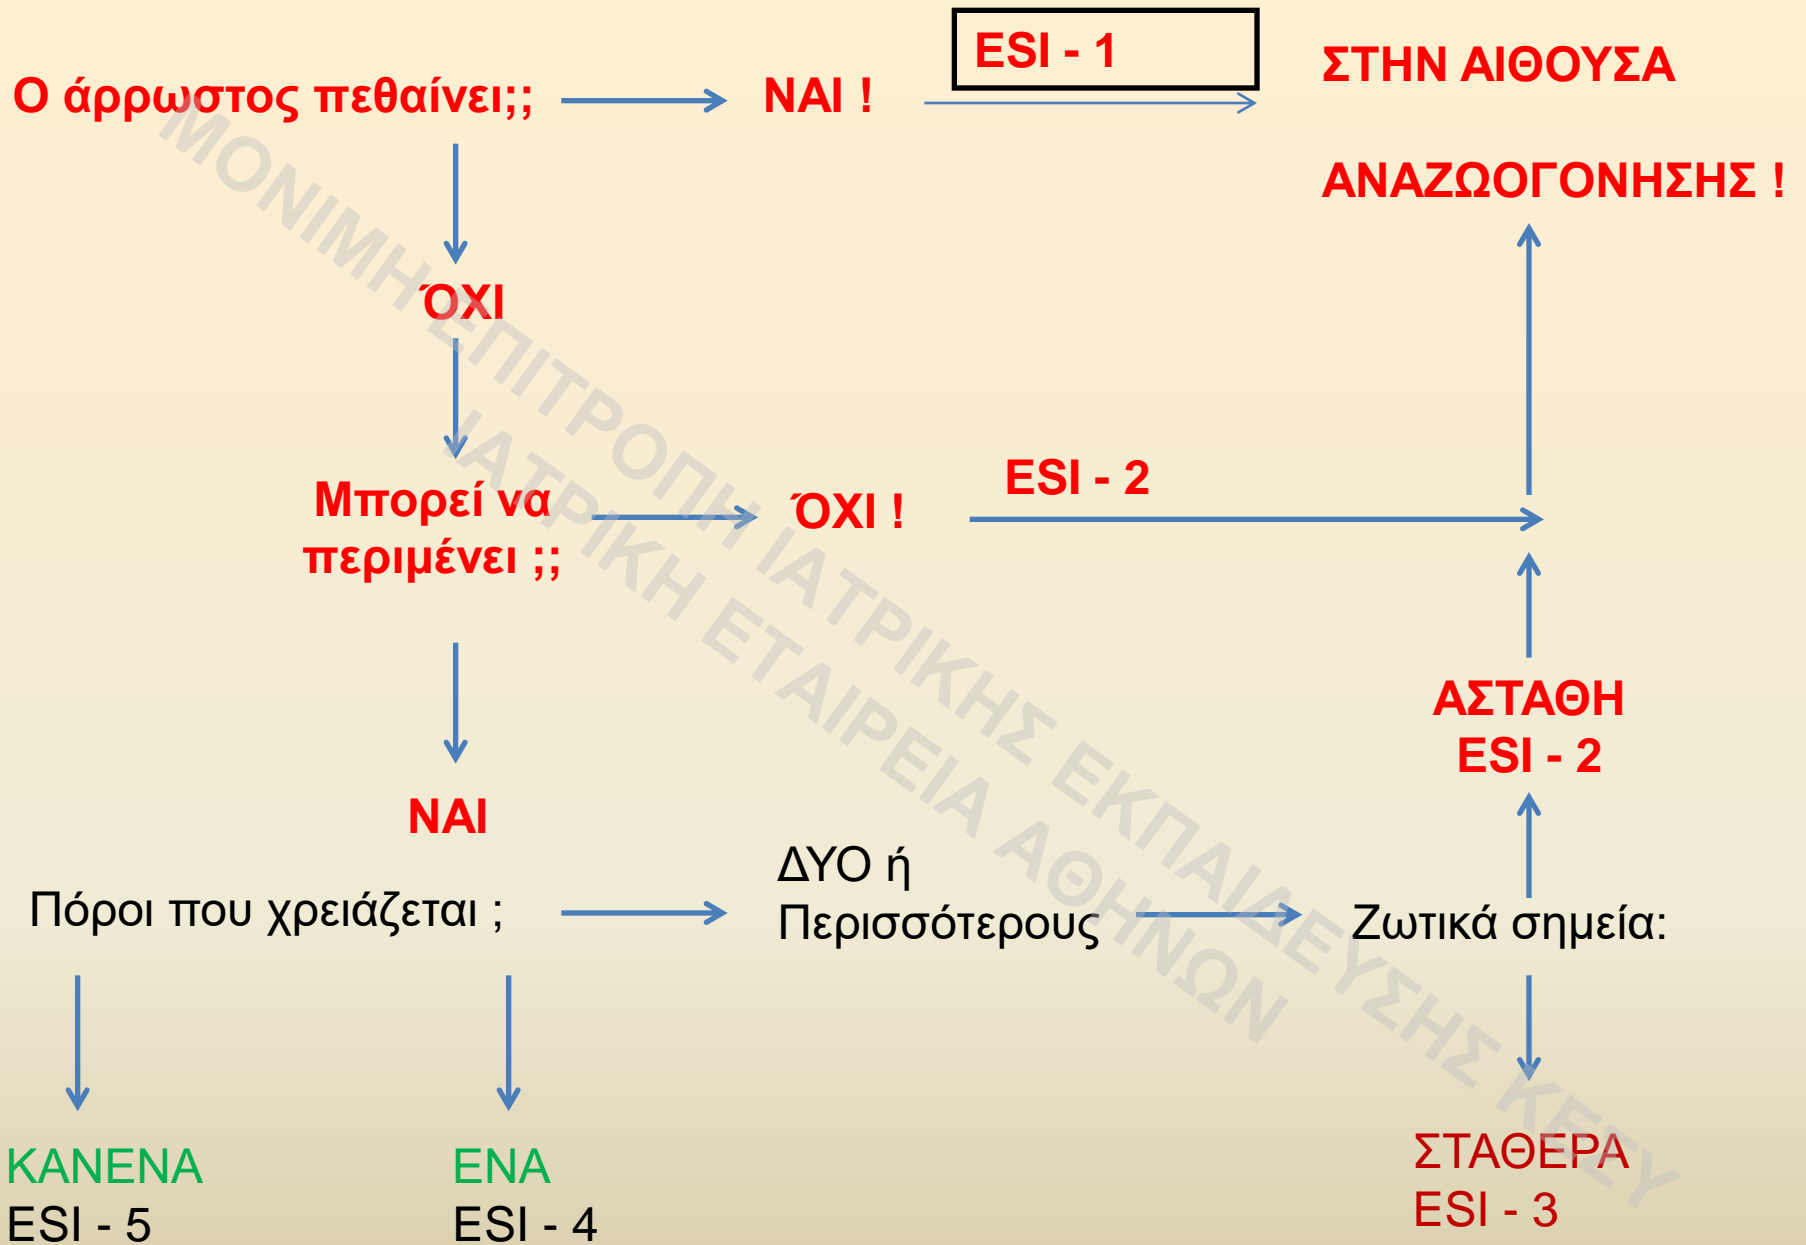 Ο άρρωστος πεθαίνει;;
ΝΑΙ !
ESI - 1
ΣΤΗΝ ΑΙΘΟΥΣΑ
ΑΝΑΖΩΟΓΟΝΗΣΗΣ !
ΌΧΙ
Μπορεί να
περιμένει ;;
ΌΧΙ !
ESI - 2
ΑΣΤΑΘΗ
ESI - 2
ΝΑΙ
Πόροι που χρειάζεται ;
ΔΥΟ ή
Περισσότερους
Ζωτικά σημεία:
ΚΑΝΕΝΑ
ESI - 5
ΕΝΑ
ESI - 4
ΣΤΑΘΕΡΑ
ESI - 3
ΜΟΝΙΜΗ ΕΠΙΤΡΟΠΗ ΙΑΤΡΙΚΗΣ ΕΚΠΑΙΔΕΥΣΗΣ ΚΕΣΥ
ΙΑΤΡΙΚΗ ΕΤΑΙΡΕΙΑ ΑΘΗΝΩΝ